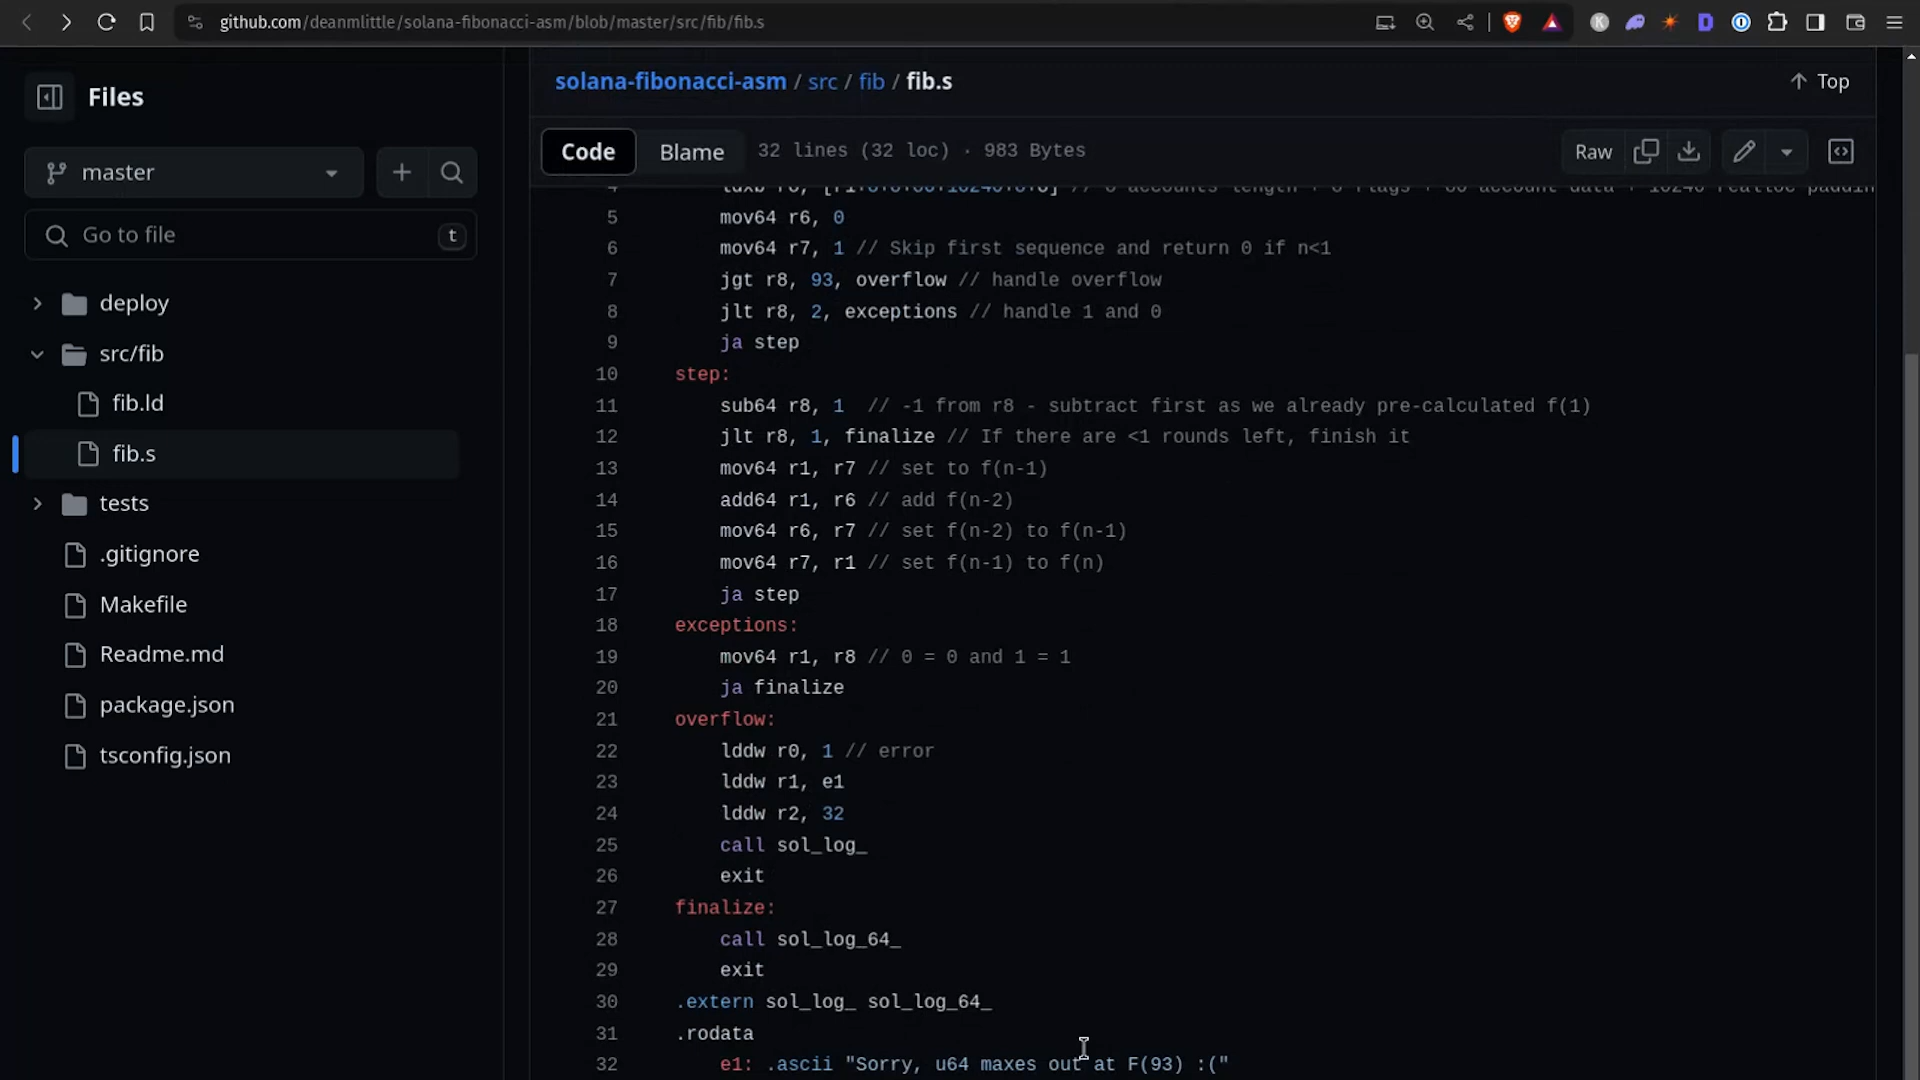 github.com/deanmlittle/solana-fibonacci-asm/blob/master/src/fib/fib.s
Files
master
Go to file
t
deploy
src/fib
fib.ld
fib.s
tests
.gitignore
Makefile
Readme.md
package.json
tsconfig.json
solana-fibonacci-asm / src / fib / fib.s
Top
Code
Blame
32 lines (32 loc) · 983 Bytes
Raw
5 mov64 r6, 0
6 mov64 r7, 1 // Skip first sequence and return 0 if n<1
7 jgt r8, 93, overflow // handle overflow
8 jlt r8, 2, exceptions // handle 1 and 0
9 ja step
10 step:
11 sub64 r8, 1 // -1 from r8 - subtract first as we already pre-calculated f(1)
12 jlt r8, 1, finalize // If there are <1 rounds left, finish it
13 mov64 r1, r7 // set to f(n-1)
14 add64 r1, r6 // add f(n-2)
15 mov64 r6, r7 // set f(n-2) to f(n-1)
16 mov64 r7, r1 // set f(n-1) to f(n)
17 ja step
18 exceptions:
19 mov64 r1, r8 // 0 = 0 and 1 = 1
20 ja finalize
21 overflow:
22 lddw r0, 1 // error
23 lddw r1, e1
24 lddw r2, 32
25 call sol_log_
26 exit
27 finalize:
28 call sol_log_64_
29 exit
30 .extern sol_log_ sol_log_64_
31 .rodata
32 e1: .ascii "Sorry, u64 maxes out at F(93) :("